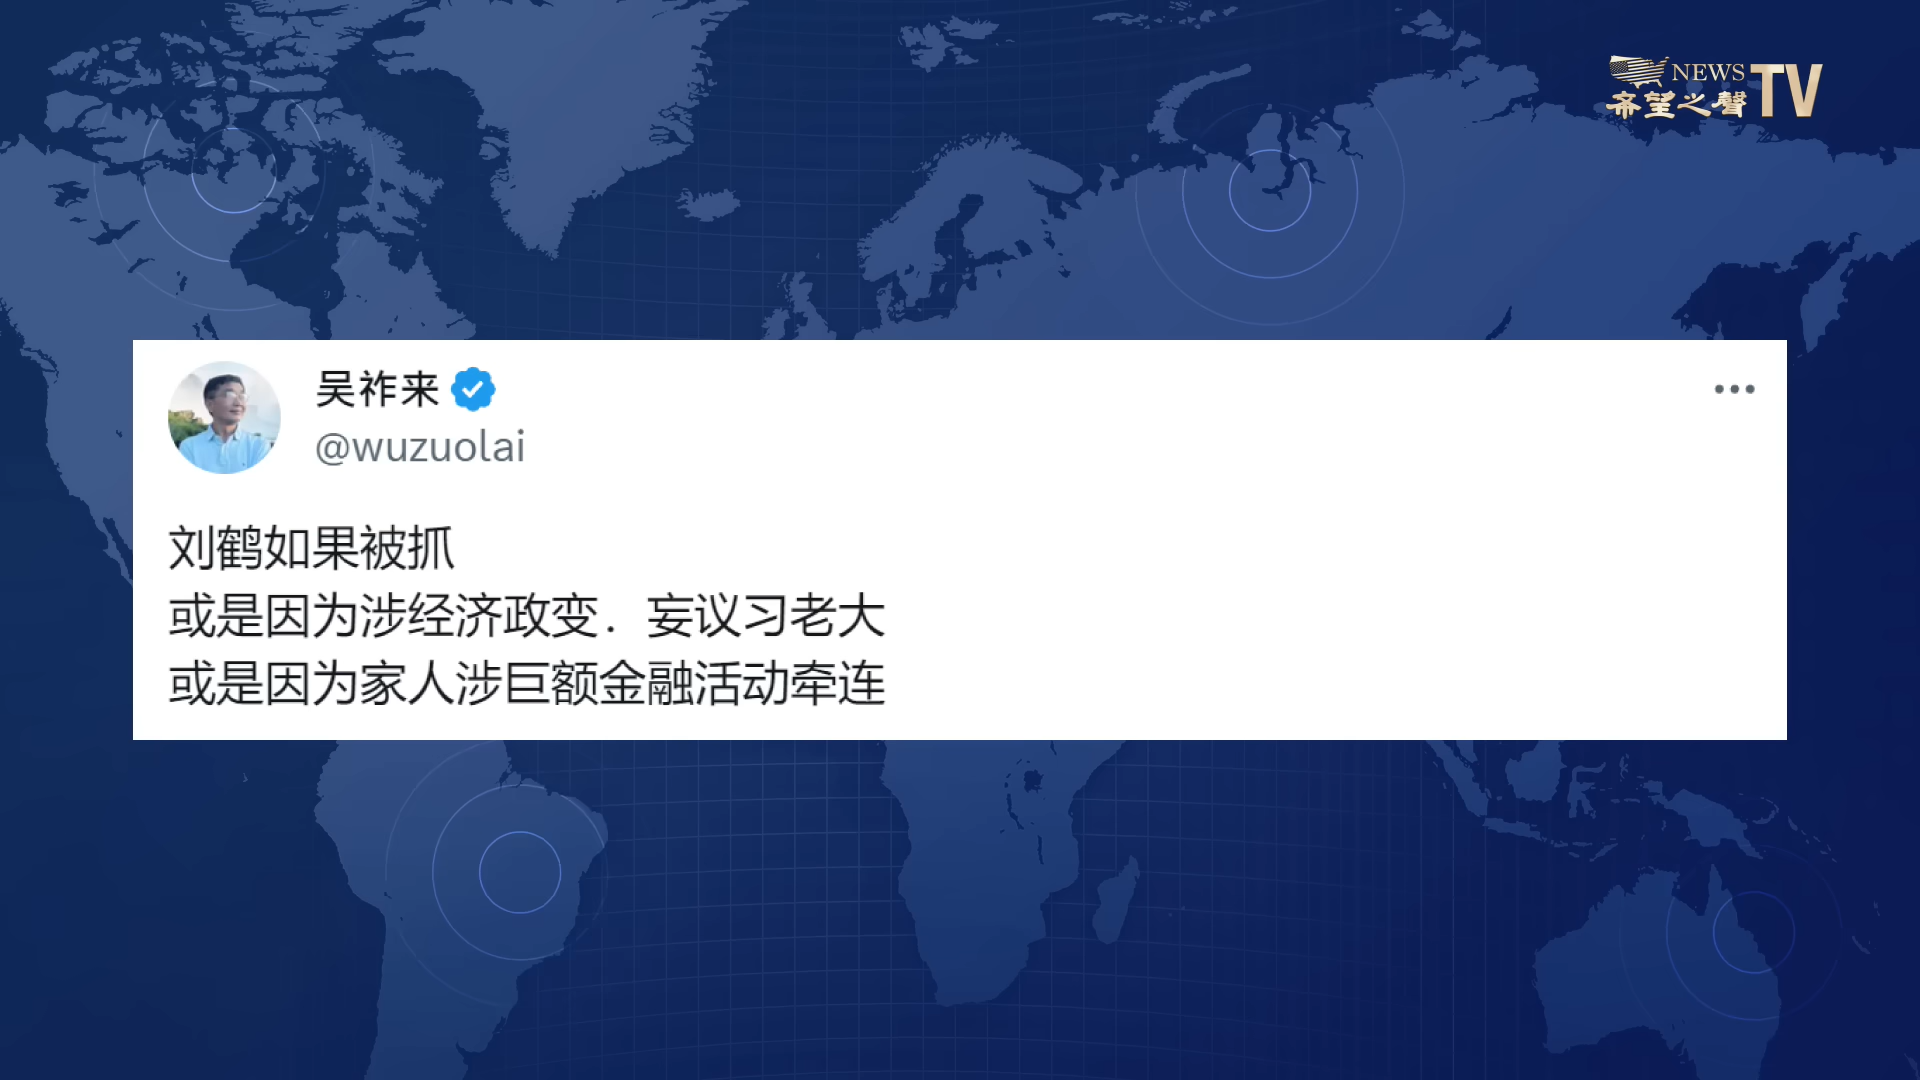 NEWS
希望之聲TV
吴祚来
@wuzuolai
刘鹤如果被抓
或是因为涉经济政变．妄议习老大
或是因为家人涉巨额金融活动牵连